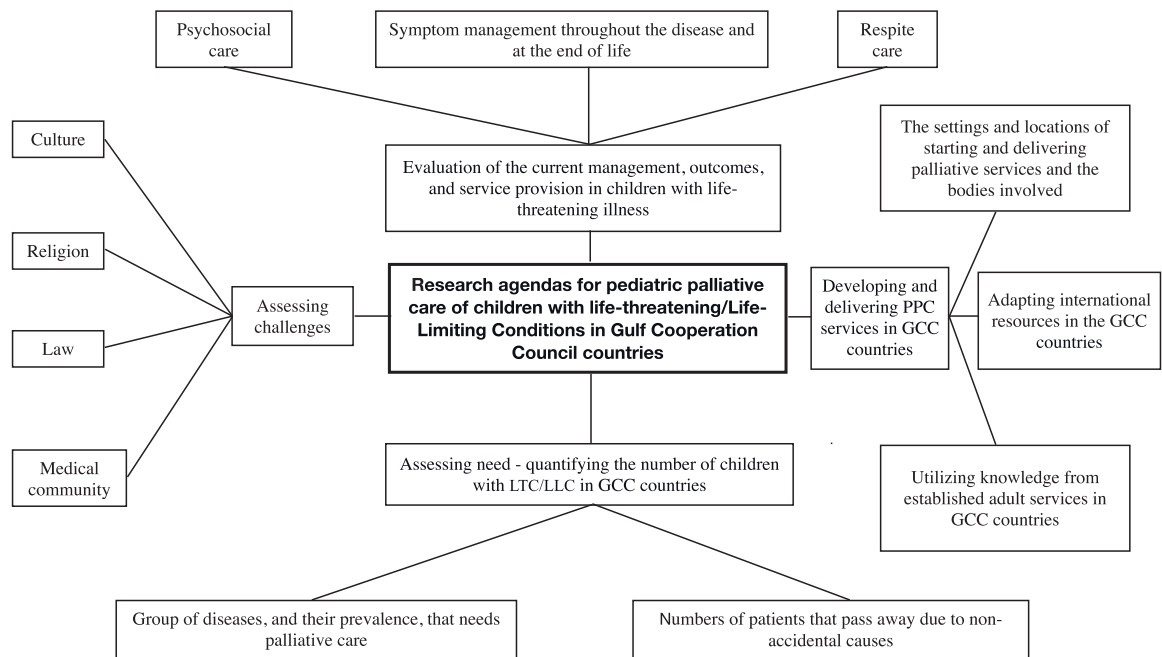 Psychosocial
care
Symptom management throughout the disease and
at the end of life
Respite
care
Culture
Religion
Law
Medical
community
Assessing
challenges
Evaluation of the current management, outcomes,
and service provision in children with life-
threatening illness
Research agendas for pediatric palliative
care of children with life-threatening/Life-
Limiting Conditions in Gulf Cooperation
Council countries
Developing and
delivering PPC
services in GCC
countries
The settings and locations of
starting and delivering
palliative services and the
bodies involved
Adapting international
resources in the GCC
countries
Utilizing knowledge from
established adult services in
GCC countries
Assessing need - quantifying the number of children
with LTC/LLC in GCC countries
Group of diseases, and their prevalence, that needs
palliative care
Numbers of patients that pass away due to non-
accidental causes